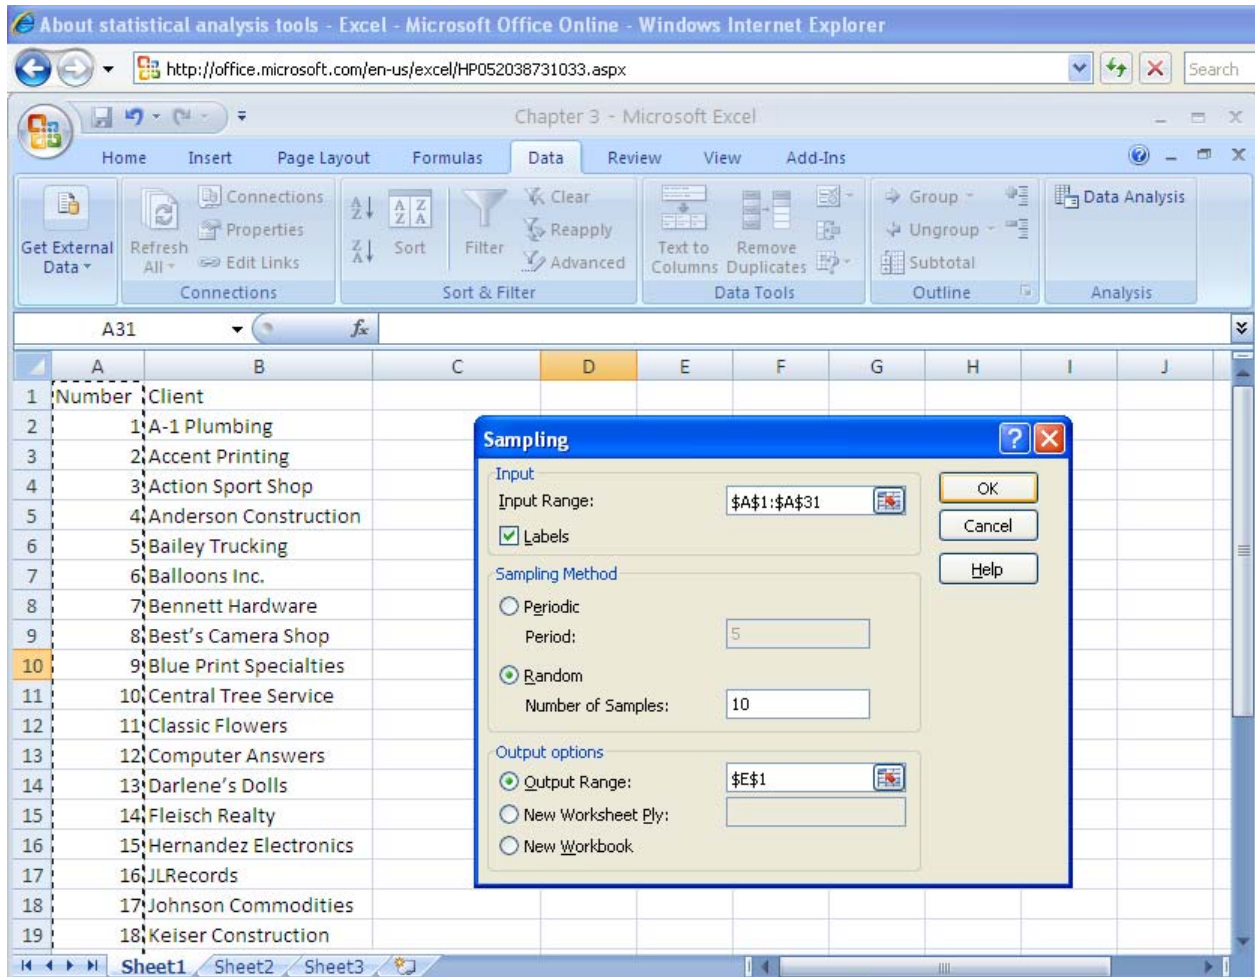 About statistical analysis tools - Excel - Microsoft Office Online - Windows Internet Explorer
http://office.microsoft.com/en-us/excel/HP052038731033.aspx
Search
Chapter 3 - Microsoft Excel
Home Insert Page Layout Formulas Data Review View Add-Ins
Get External Data
Refresh All
Connections
Properties
Edit Links
Connections
Sort
Filter
Clear
Reapply
Advanced
Sort & Filter
Text to Columns
Remove Duplicates
Data Tools
Group
Ungroup
Subtotal
Outline
Data Analysis
Analysis
A31 fx
A B C D E F G H I J
1 Number Client
2 1 A-1 Plumbing
3 2 Accent Printing
4 3 Action Sport Shop
5 4 Anderson Construction
6 5 Bailey Trucking
7 6 Balloons Inc.
8 7 Bennett Hardware
9 8 Best's Camera Shop
10 9 Blue Print Specialties
11 10 Central Tree Service
12 11 Classic Flowers
13 12 Computer Answers
14 13 Darlene's Dolls
15 14 Fleisch Realty
16 15 Hernandez Electronics
17 16 JLRecords
18 17 Johnson Commodities
19 18 Keiser Construction
Sheet1 Sheet2 Sheet3
Sampling
Input
Input Range: $A$1:$A$31
Labels
Sampling Method
Periodic
Period: 5
Random
Number of Samples: 10
Output options
Output Range: $E$1
New Worksheet Ply:
New Workbook
OK
Cancel
Help